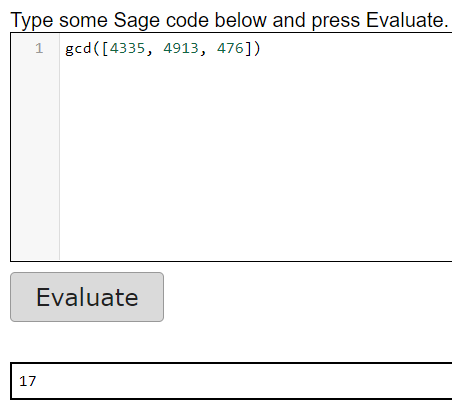 Type some Sage code below and press Evaluate.
1 gcd([4335, 4913, 476])
Evaluate
17